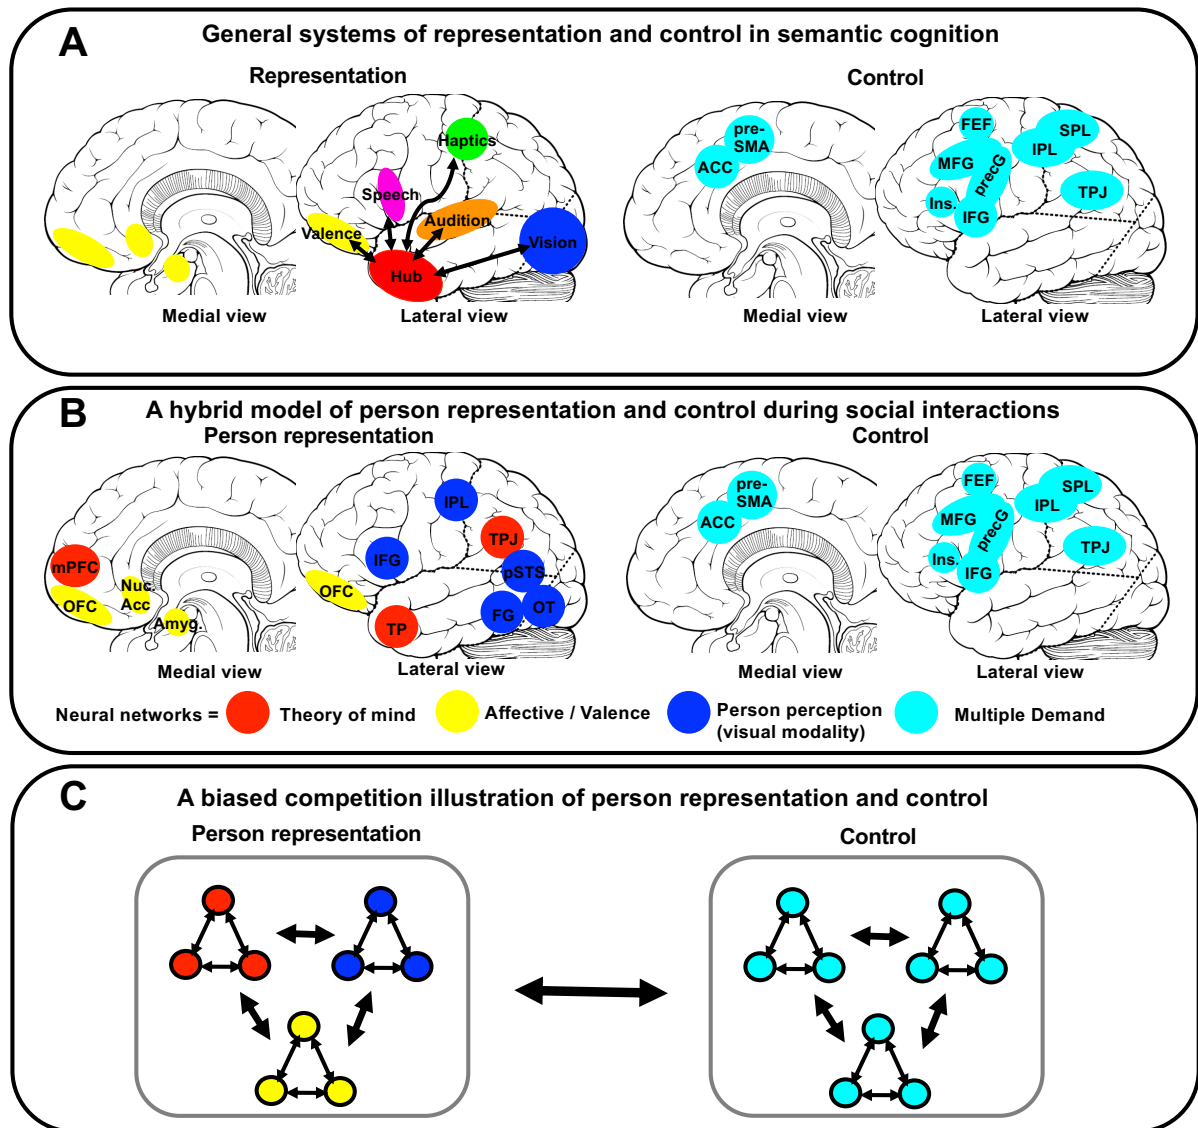 A
General systems of representation and control in semantic cognition
Representation
Control
Haptics
Speech
Audition
Valence
Vision
Hub
Medial view
Lateral view
pre-
SMA
ACC
FEF
SPL
IPL
MFG
precG
TPJ
Ins.
IFG
Medial view
Lateral view
B
A hybrid model of person representation and control during social interactions
Person representation
Control
mPFC
Nuc.
Acc
OFC
Amyg.
IPL
TPJ
IFG
pSTS
OFC
FG
OT
TP
Medial view
Lateral view
pre-
SMA
ACC
FEF
SPL
IPL
MFG
precG
TPJ
Ins.
IFG
Medial view
Lateral view
Neural networks =
Theory of mind
Affective / Valence
Person perception
(visual modality)
Multiple Demand
C
A biased competition illustration of person representation and control
Person representation
Control